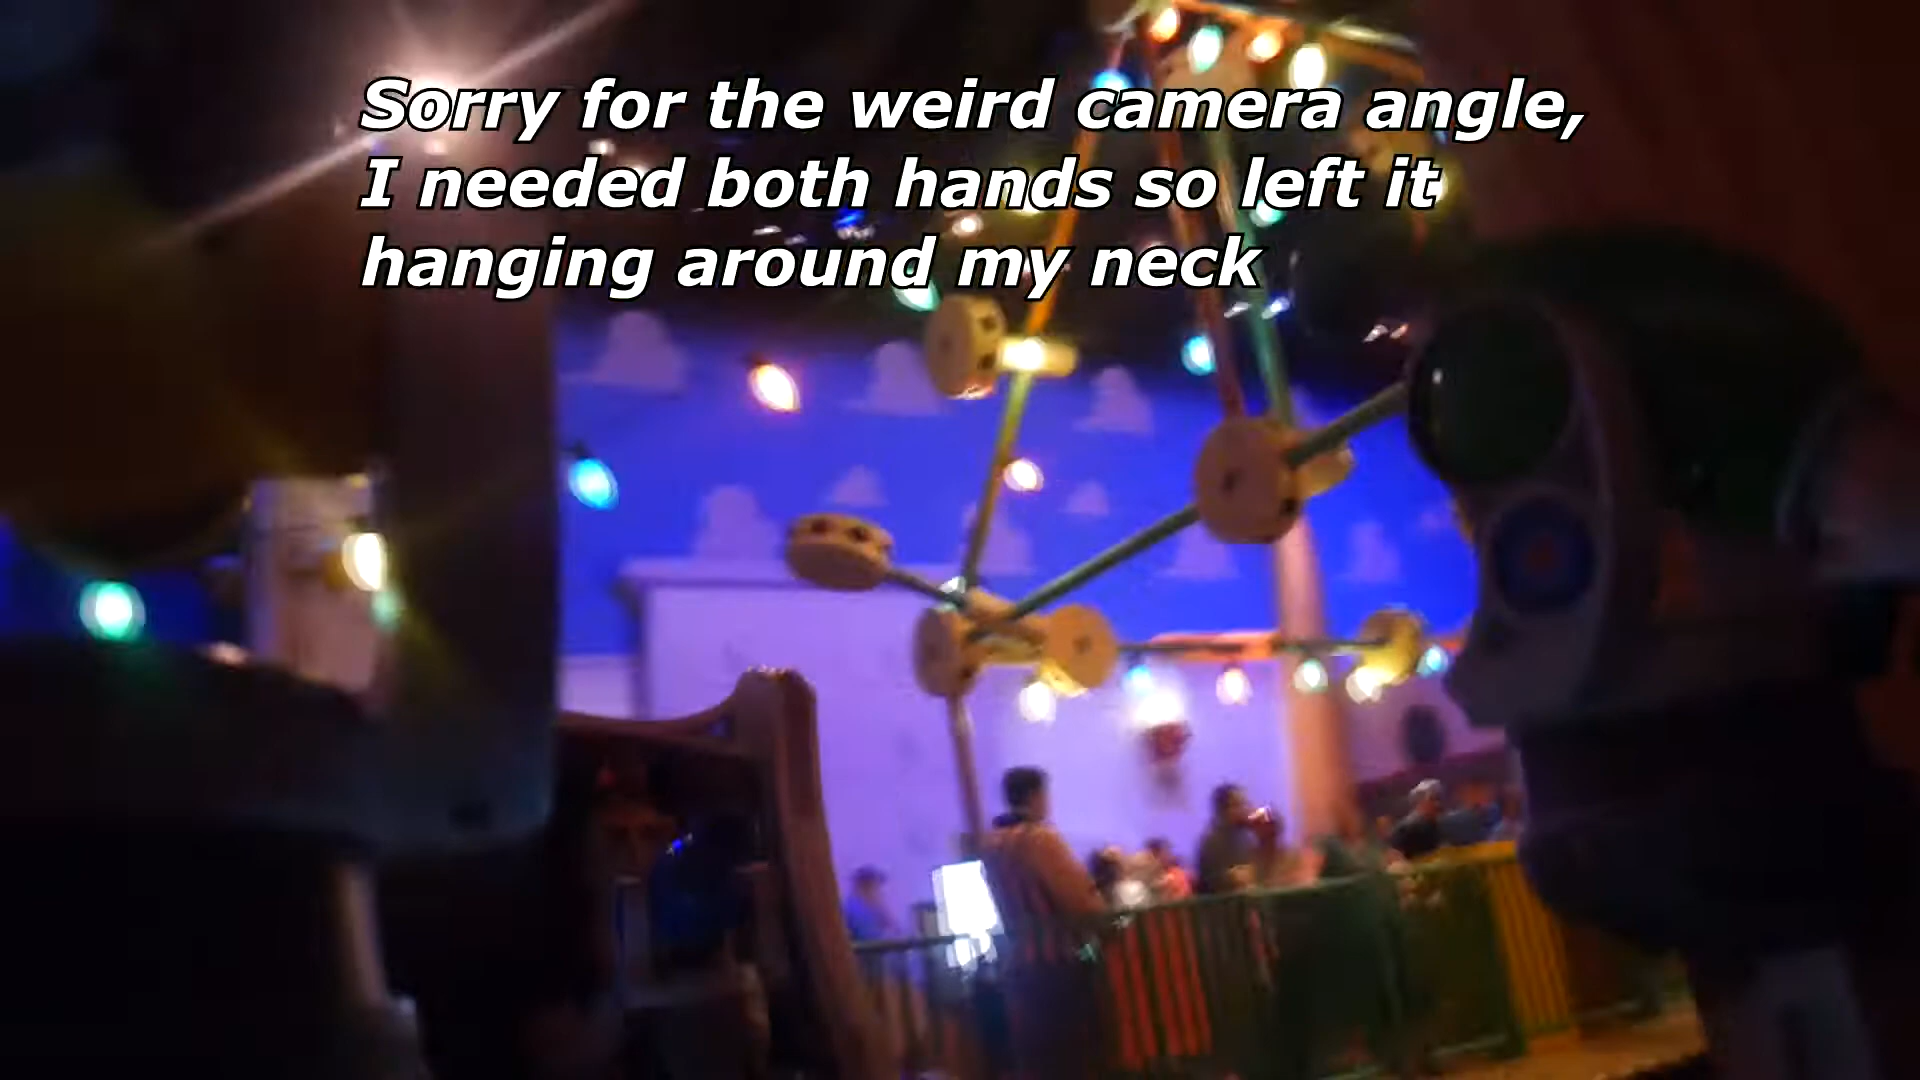 Sorry for the weird camera angle,
I needed both hands so left it
hanging around my neck